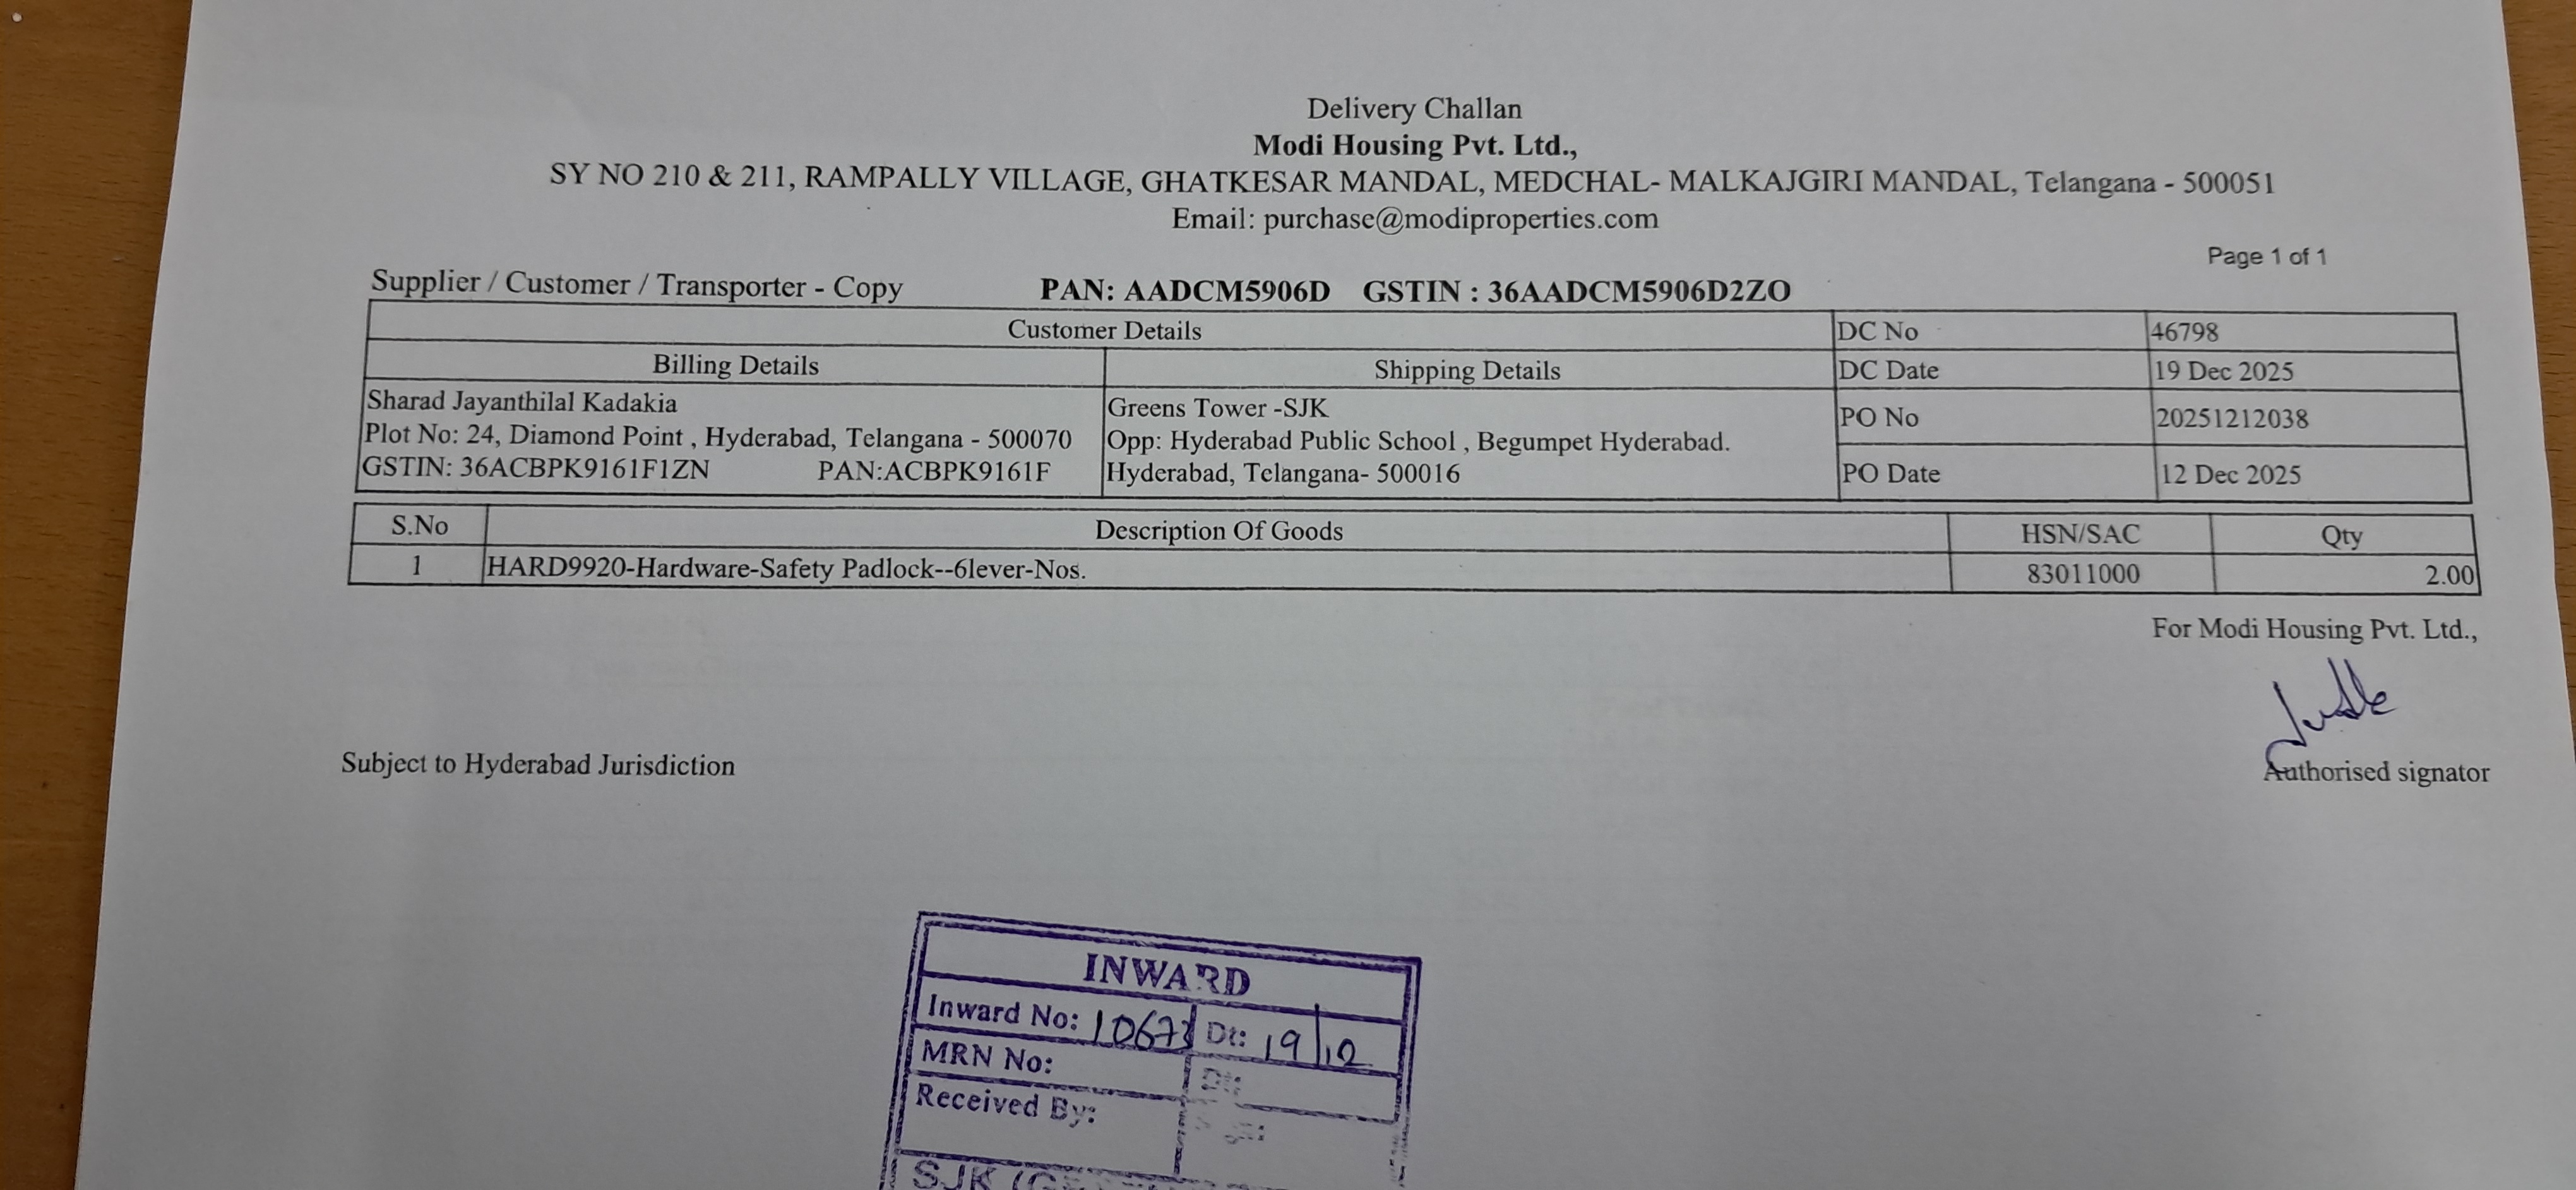 Delivery Challan
Modi Housing Pvt. Ltd.,
SY NO 210 & 211, RAMPALLY VILLAGE, GHATKESAR MANDAL, MEDCHAL- MALKAJGIRI MANDAL, Telangana - 500051
Email: purchase@modiproperties.com
Page 1 of 1
Supplier / Customer / Transporter - Copy PAN: AADCM5906D GSTIN : 36AADCM5906D2ZO
Customer Details DC No 46798
Billing Details Shipping Details DC Date 19 Dec 2025
Sharad Jayanthilal Kadakia Greens Tower -SJK PO No 20251212038
Plot No: 24, Diamond Point , Hyderabad, Telangana - 500070 Opp: Hyderabad Public School , Begumpet Hyderabad.
GSTIN: 36ACBPK9161F1ZN PAN:ACBPK9161F Hyderabad, Telangana- 500016 PO Date 12 Dec 2025
S.No Description Of Goods HSN/SAC Qty
1 HARD9920-Hardware-Safety Padlock--6lever-Nos. 83011000 2.00
For Modi Housing Pvt. Ltd.,
Subject to Hyderabad Jurisdiction Authorised signator
INWARD
Inward No: Dt: 19/12
MRN No: Dt:
Received By:
SJK